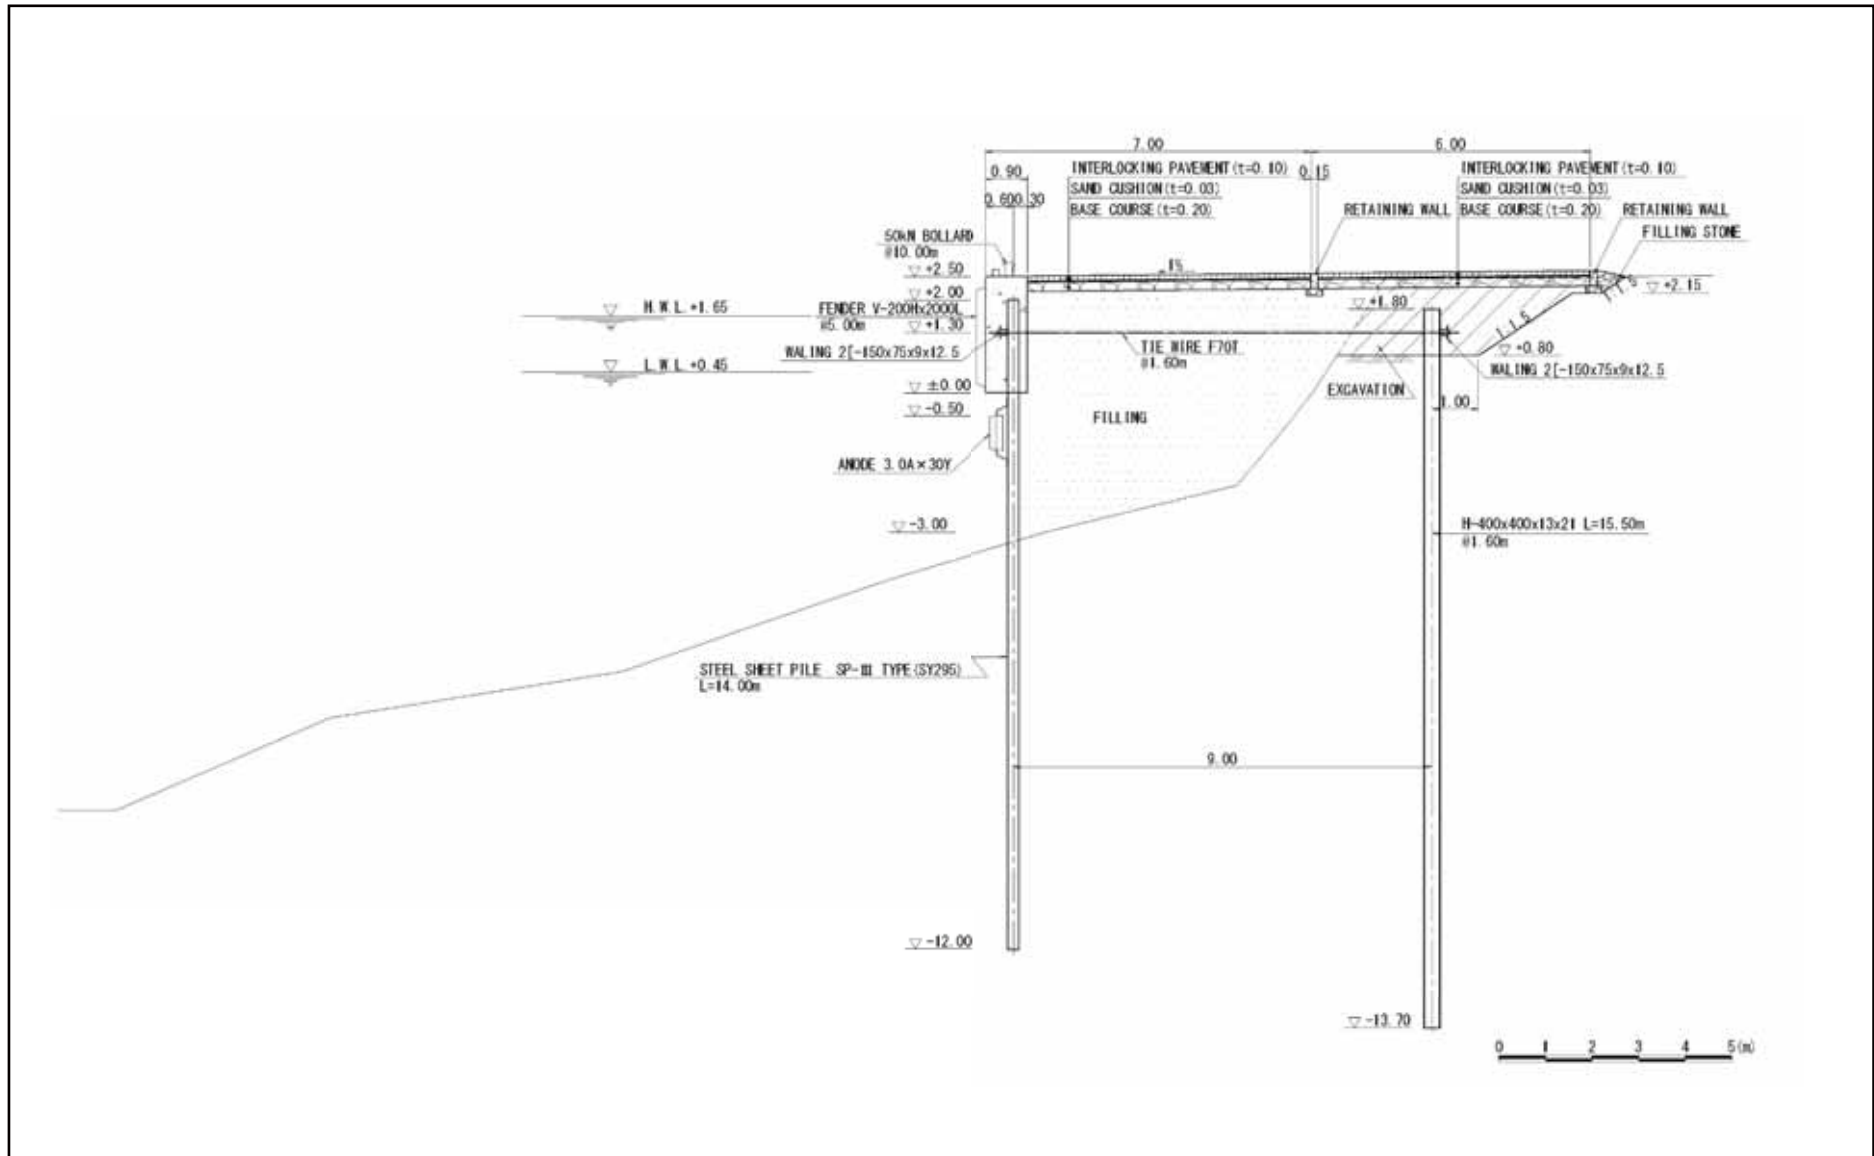 7.00
6.00
0.90
INTERLOCKING PAVEMENT(t=0.10)
0.15
INTERLOCKING PAVEMENT(t=0.10)
SAND CUSHION(t=0.03)
SAND CUSHION(t=0.03)
0.60 0.30
BASE COURSE(t=0.20)
RETAINING WALL
BASE COURSE(t=0.20)
RETAINING WALL
FILLING STONE
50kN BOLLARD
@10.00m
+2.50
1%
+2.00
+2.15
H.W.L.+1.65
FENDER V-200Hx2000L
@5.00m
+1.80
+1.30
1:1.5
WALING 2[-150x75x9x12.5
TIE WIRE F70T
@1.60m
+0.80
L.W.L.+0.45
WALING 2[-150x75x9x12.5
±0.00
EXCAVATION
1.00
-0.50
FILLING
ANODE 3.0A×30Y
-3.00
H-400x400x13x21 L=15.50m
@1.60m
STEEL SHEET PILE SP-Ⅲ TYPE(SY295)
L=14.00m
9.00
-12.00
-13.70
0 1 2 3 4 5(m)